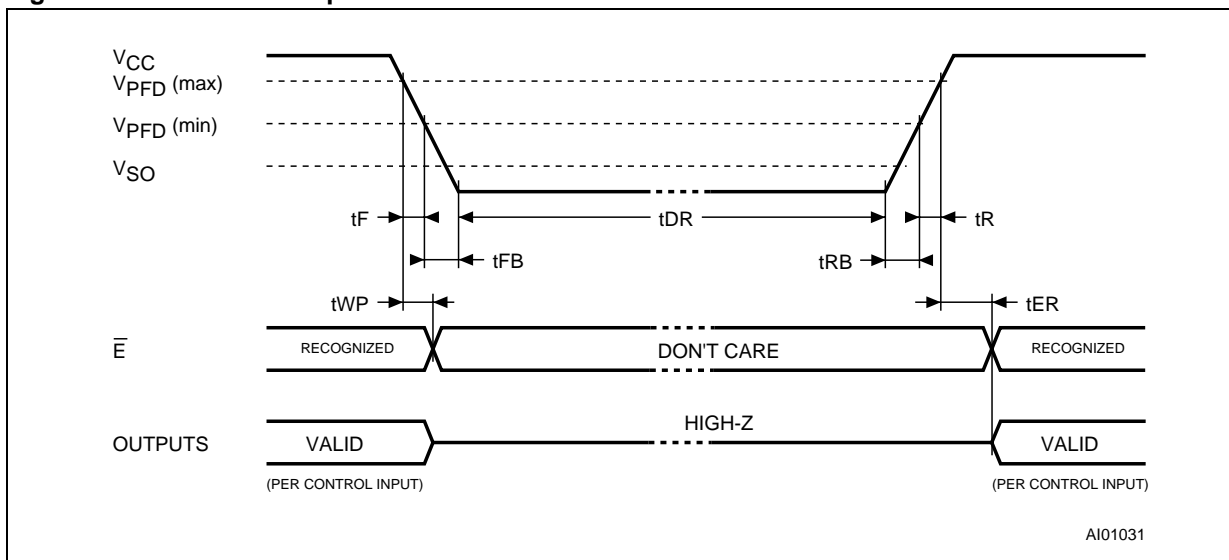 VCC
VPFD (max)
VPFD (min)
VSO
tF
tDR
tR
tFB
tRB
tWP
tER
E̅
RECOGNIZED
DON'T CARE
RECOGNIZED
HIGH-Z
OUTPUTS
VALID
VALID
(PER CONTROL INPUT)
(PER CONTROL INPUT)
AI01031